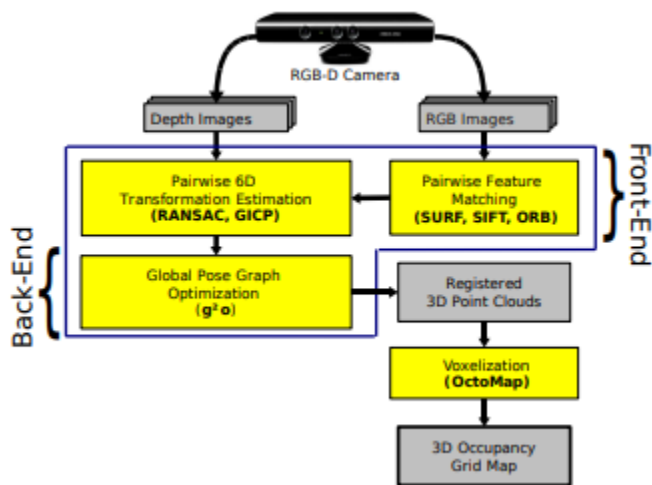 RGB-D Camera
Depth Images
RGB Images
Pairwise 6D
Transformation Estimation
(RANSAC, GICP)
Pairwise Feature
Matching
(SURF, SIFT, ORB)
Front-End
Back-End
Global Pose Graph
Optimization
(g²o)
Registered
3D Point Clouds
Voxelization
(OctoMap)
3D Occupancy
Grid Map